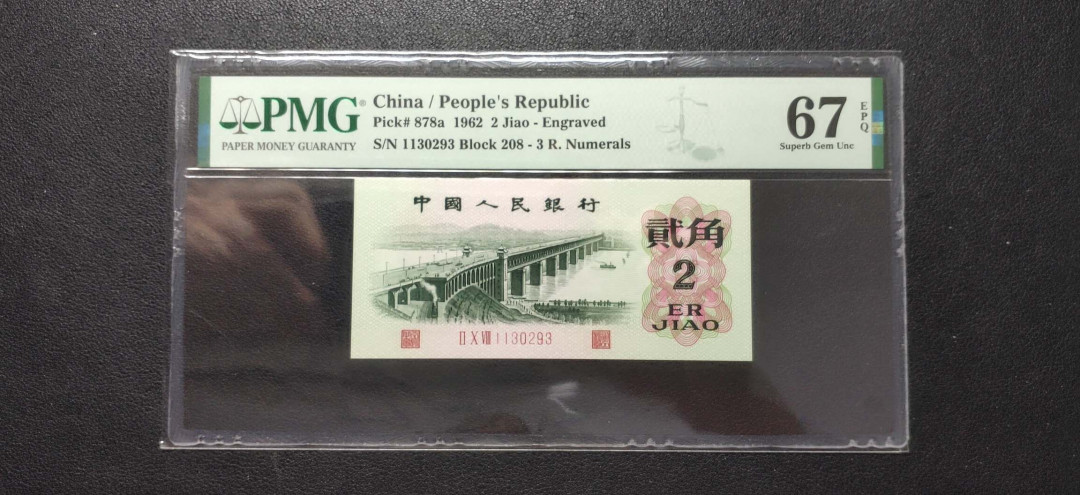 PMG
PAPER MONEY GUARANTY
China / People's Republic
Pick# 878a 1962 2 Jiao - Engraved
S/N 1130293 Block 208 - 3 R. Numerals
67
EPQ
Superb Gem Unc
中國人民銀行
貳角
2
ER
JIAO
II X VIII 1130293